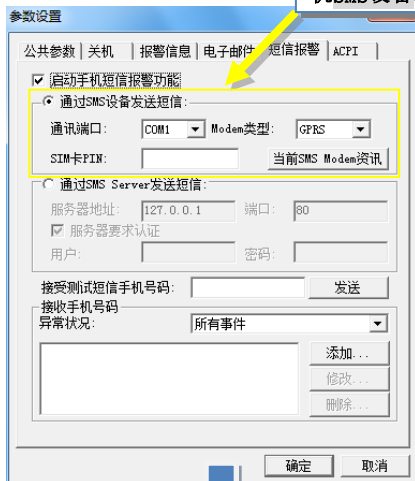 参数设置
公共参数 关机 报警信息 电子邮件 短信报警 ACPI
启动手机短信报警功能
通过SMS设备发送短信:
通讯端口: COM1 Modem类型: GPRS
SIM卡PIN: 当前SMS Modem资讯
通过SMS Server发送短信:
服务器地址: 127.0.0.1 端口: 80
服务器要求认证
用户: 密码:
接受测试短信手机号码: 发送
接收手机号码
异常状况: 所有事件
添加...
修改...
删除...
确定 取消